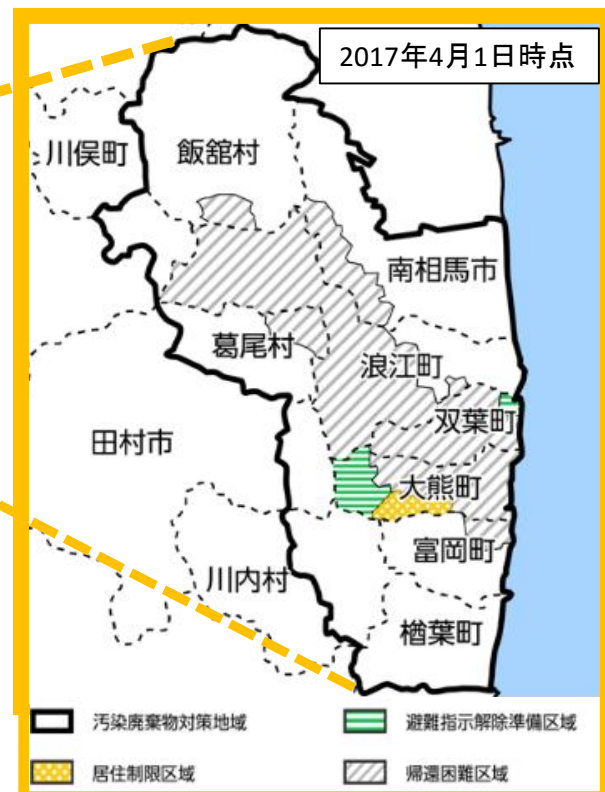 2017年4月1日時点
川俣町
飯舘村
南相馬市
葛尾村
浪江町
双葉町
田村市
大熊町
富岡町
川内村
楢葉町
汚染廃棄物対策地域
避難指示解除準備区域
居住制限区域
帰還困難区域